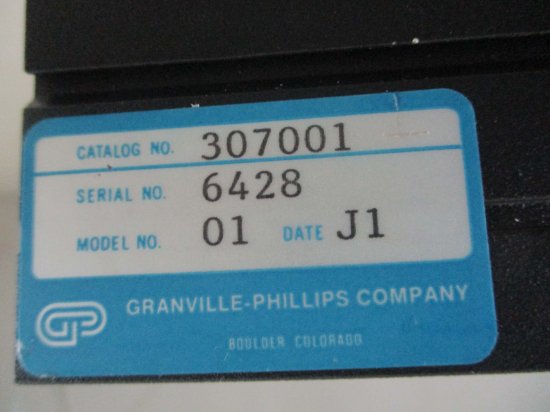 CATALOG NO. 307001
SERIAL NO. 6428
MODEL NO. 01 DATE J1
GP GRANVILLE-PHILLIPS COMPANY
BOULDER COLORADO